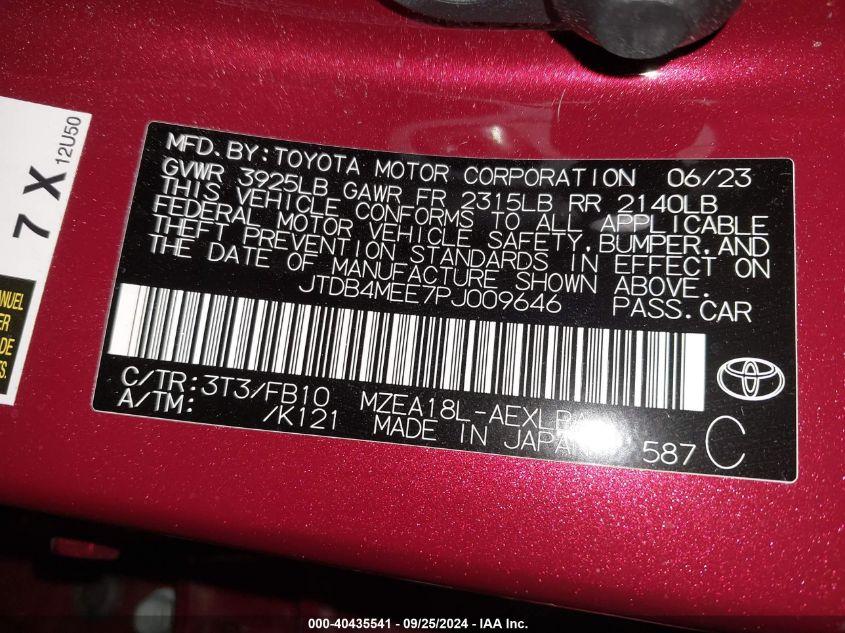 MFD.BY:TOYOTA MOTOR CORPORATION 06/23
GVWR 3925LB GAWR FR 2315LB RR 2140LB
THIS VEHICLE CONFORMS TO ALL APPLICABLE
FEDERAL MOTOR VEHICLE SAFETY,BUMPER,AND
THEFT PREVENTION STANDARDS IN EFFECT ON
THE DATE OF MANUFACTURE SHOWN ABOVE.
JTDB4MEE7PJ009646 PASS.CAR
C/TR:3T3/FB10 MZEA18L-AEXLB
A/TM: /K121 MADE IN JAPAN 587 C
7 X
12U50
MANUEL
000-40435541 - 09/25/2024 - IAA Inc.